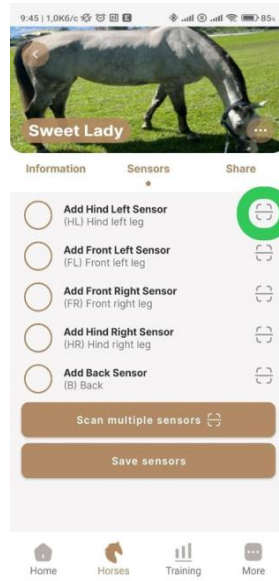 9:45 | 1,0K6/c
85%
Sweet Lady
Information Sensors Share
Add Hind Left Sensor
(HL) Hind left leg
Add Front Left Sensor
(FL) Front left leg
Add Front Right Sensor
(FR) Front right leg
Add Hind Right Sensor
(HR) Hind right leg
Add Back Sensor
(B) Back
Scan multiple sensors
Save sensors
Home Horses Training More